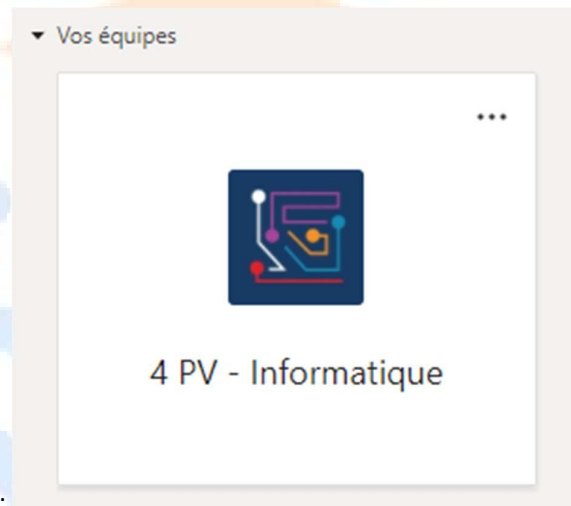 Vos équipes
...
4 PV - Informatique
.